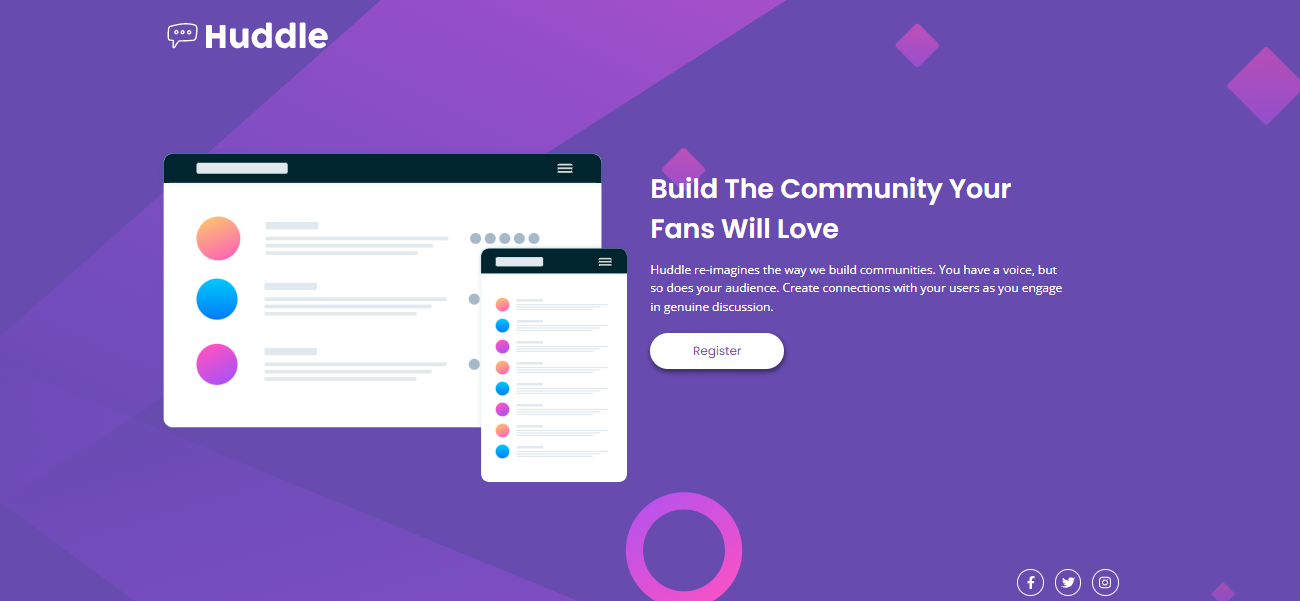 Huddle
Build The Community Your
Fans Will Love
Huddle re-imagines the way we build communities. You have a voice, but
so does your audience. Create connections with your users as you engage
in genuine discussion.
Register